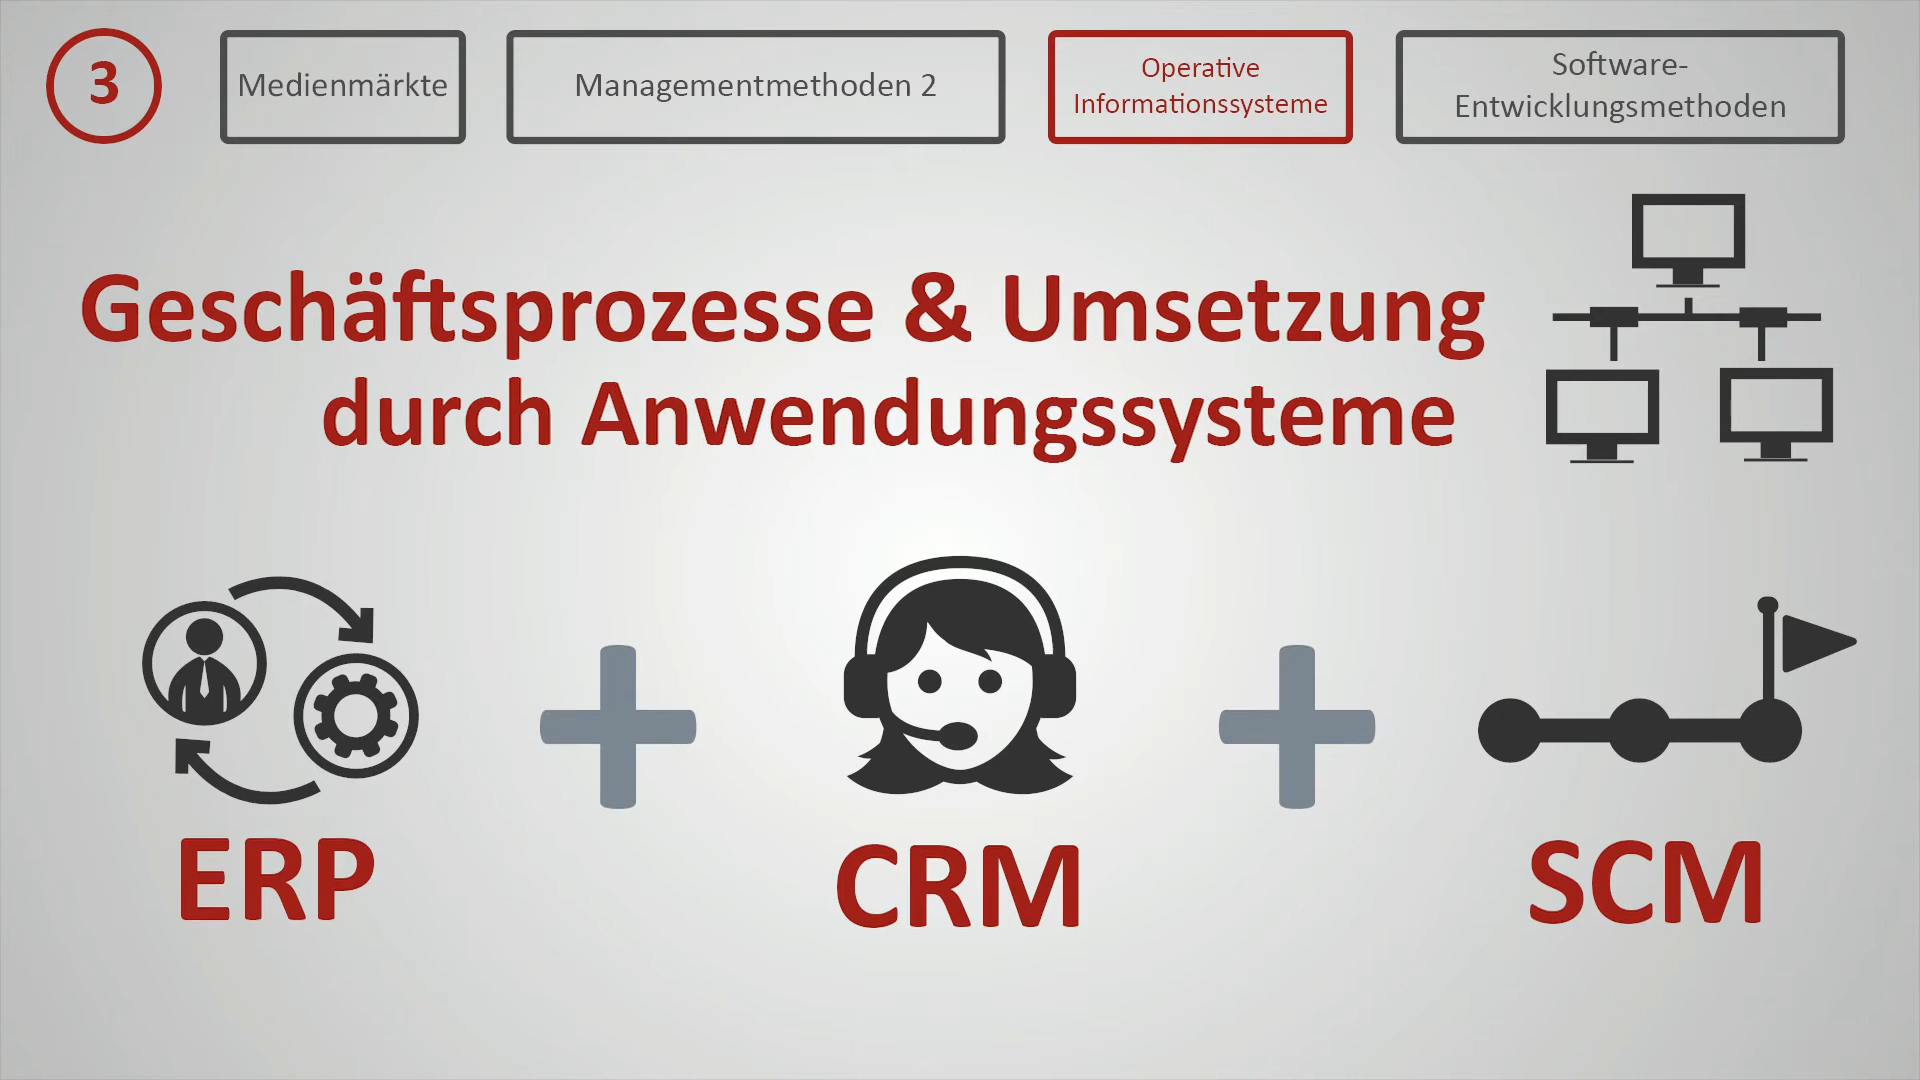 3
Medienmärkte
Managementmethoden 2
Operative
Informationssysteme
Software-
Entwicklungsmethoden
Geschäftsprozesse & Umsetzung
durch Anwendungssysteme
ERP
CRM
SCM